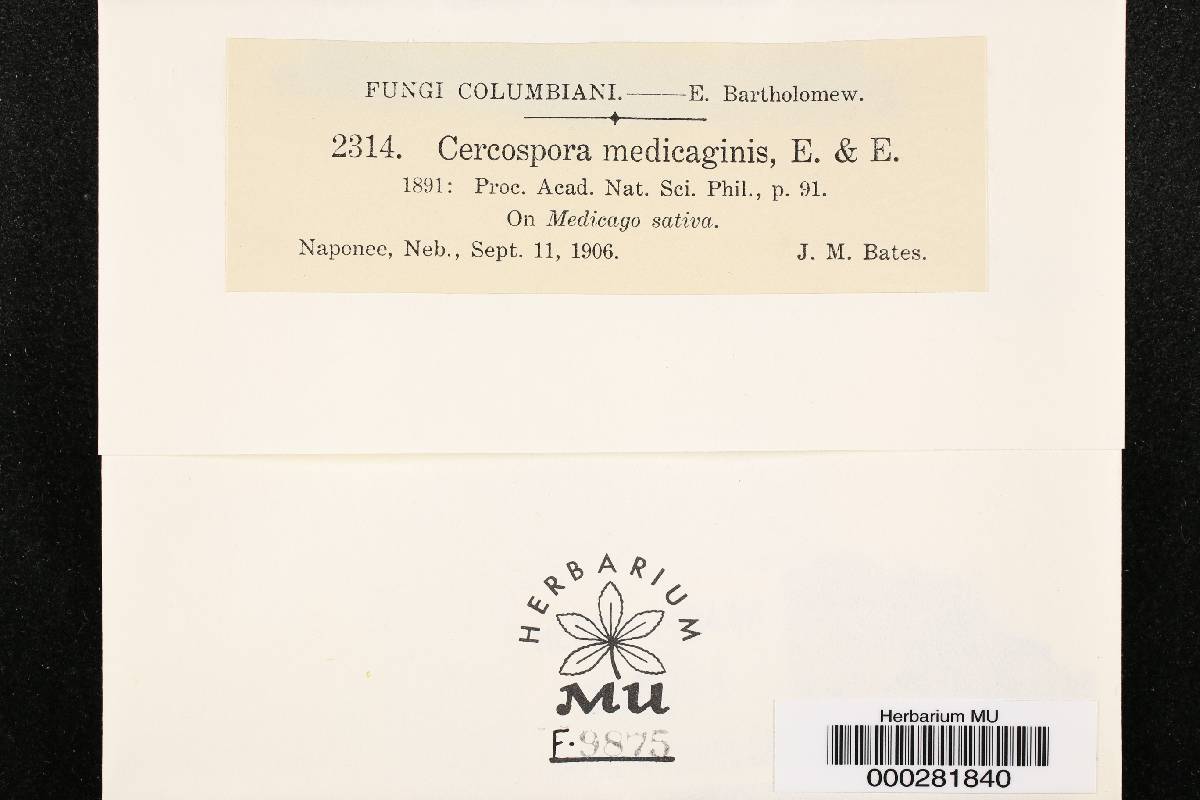 FUNGI COLUMBIANI.——E. Bartholomew.
2314. Cercospora medicaginis, E. & E.
1891: Proc. Acad. Nat. Sci. Phil., p. 91.
On Medicago sativa.
Naponee, Neb., Sept. 11, 1906. J. M. Bates.
HERBARIUM
MU
F.9875
Herbarium MU
000281840